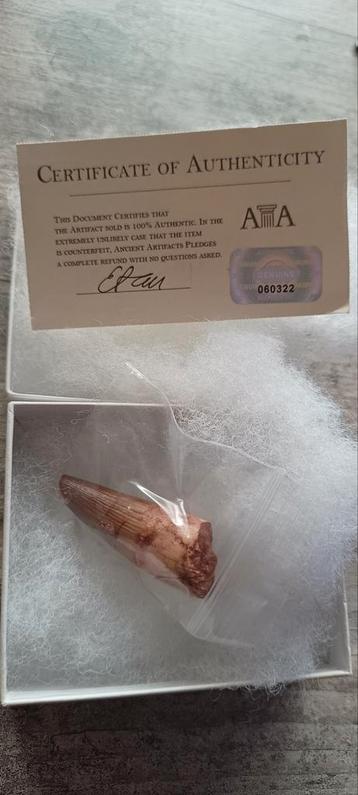 CERTIFICATE OF AUTHENTICITY
THIS DOCUMENT CERTIFIES THAT
THE ARTIFACT SOLD IS 100% AUTHENTIC. IN THE
EXTREMELY UNLIKELY CASE THAT THE ITEM
IS COUNTERFEIT, ANCIENT ARTIFACTS PLEDGES
A COMPLETE REFUND WITH NO QUESTIONS ASKED.
A A
GENUINE
060322